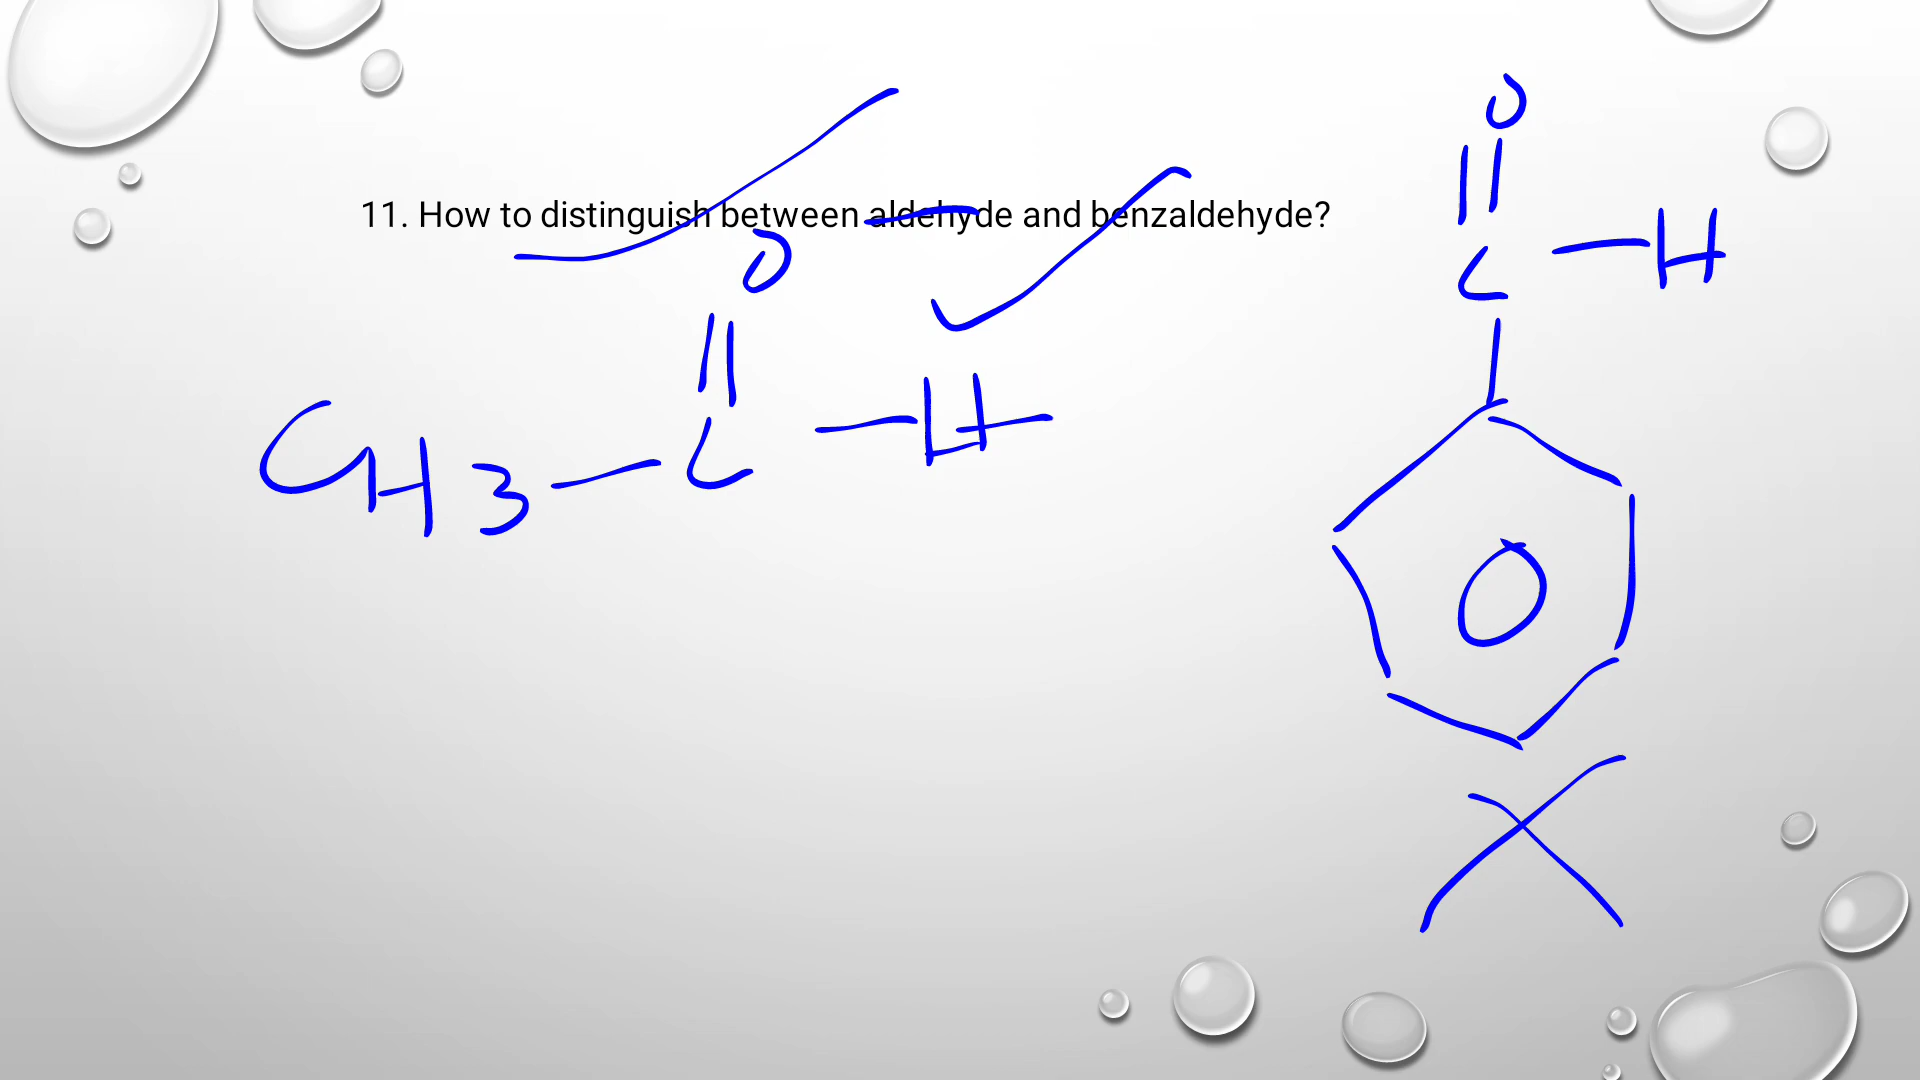 11. How to distinguish between aldehyde and benzaldehyde?
O
||
CH3 — C — H
O
||
C — H